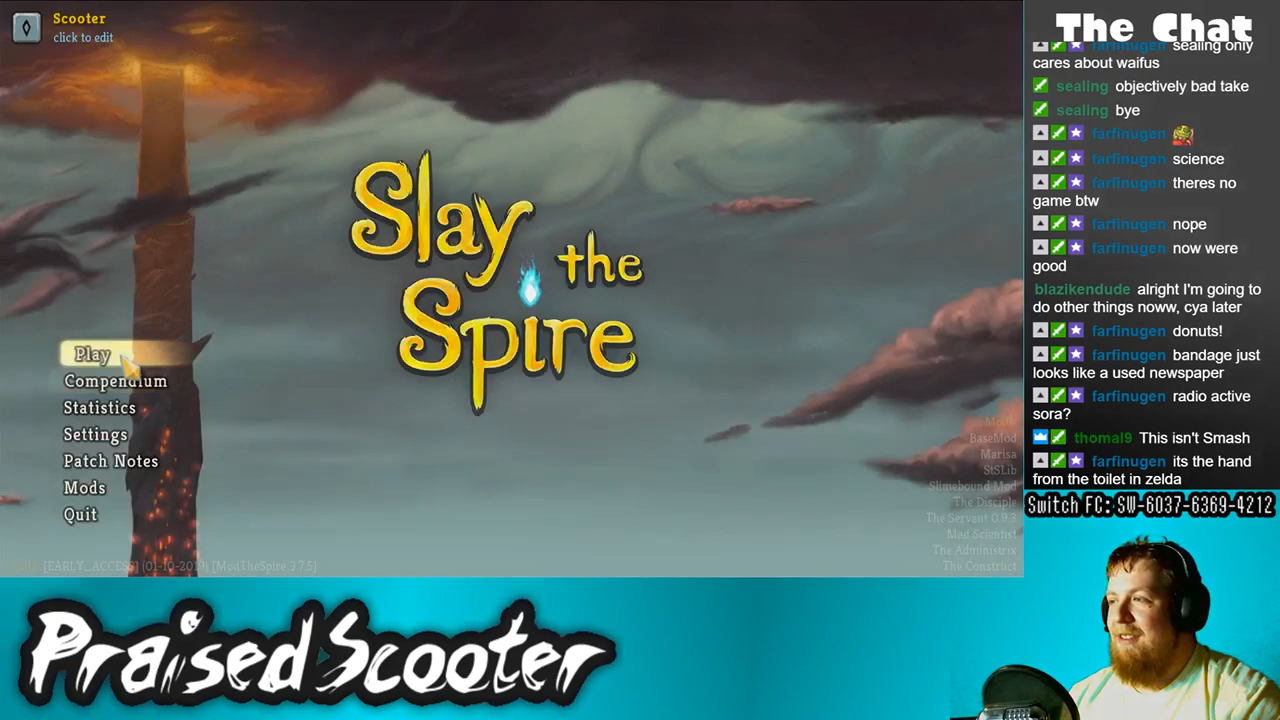 Scooter
click to edit
Slay
the
Spire
Play
Compendium
Statistics
Settings
Patch Notes
Mods
Quit
[EARLY_ACCESS] (01-10-2019) [ModTheSpire 3.7.5]
BaseMod
Marisa
StSLib
Slimebound Mod
The Disciple
The Servant 0.9.3
Mad Scientist
The Administrix
The Construct
The Chat
farfinugen sealing only
cares about waifus
sealing objectively bad take
sealing bye
farfinugen
farfinugen science
farfinugen theres no
game btw
farfinugen nope
farfinugen now were
good
blazikendude alright I'm going to
do other things noww, cya later
farfinugen donuts!
farfinugen bandage just
looks like a used newspaper
farfinugen radio active
sora?
thomal9 This isn't Smash
farfinugen its the hand
from the toilet in zelda
Switch FC: SW-6037-6369-4212
PraisedScooter